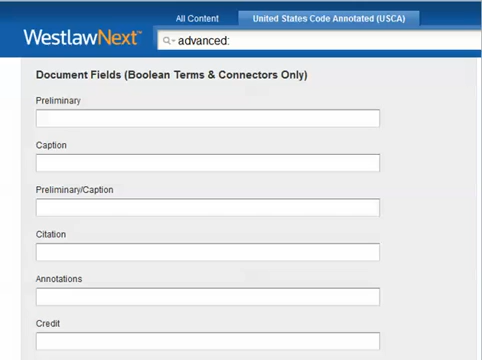 All Content
United States Code Annotated (USCA)
WestlawNext™
advanced:
Document Fields (Boolean Terms & Connectors Only)
Preliminary
Caption
Preliminary/Caption
Citation
Annotations
Credit